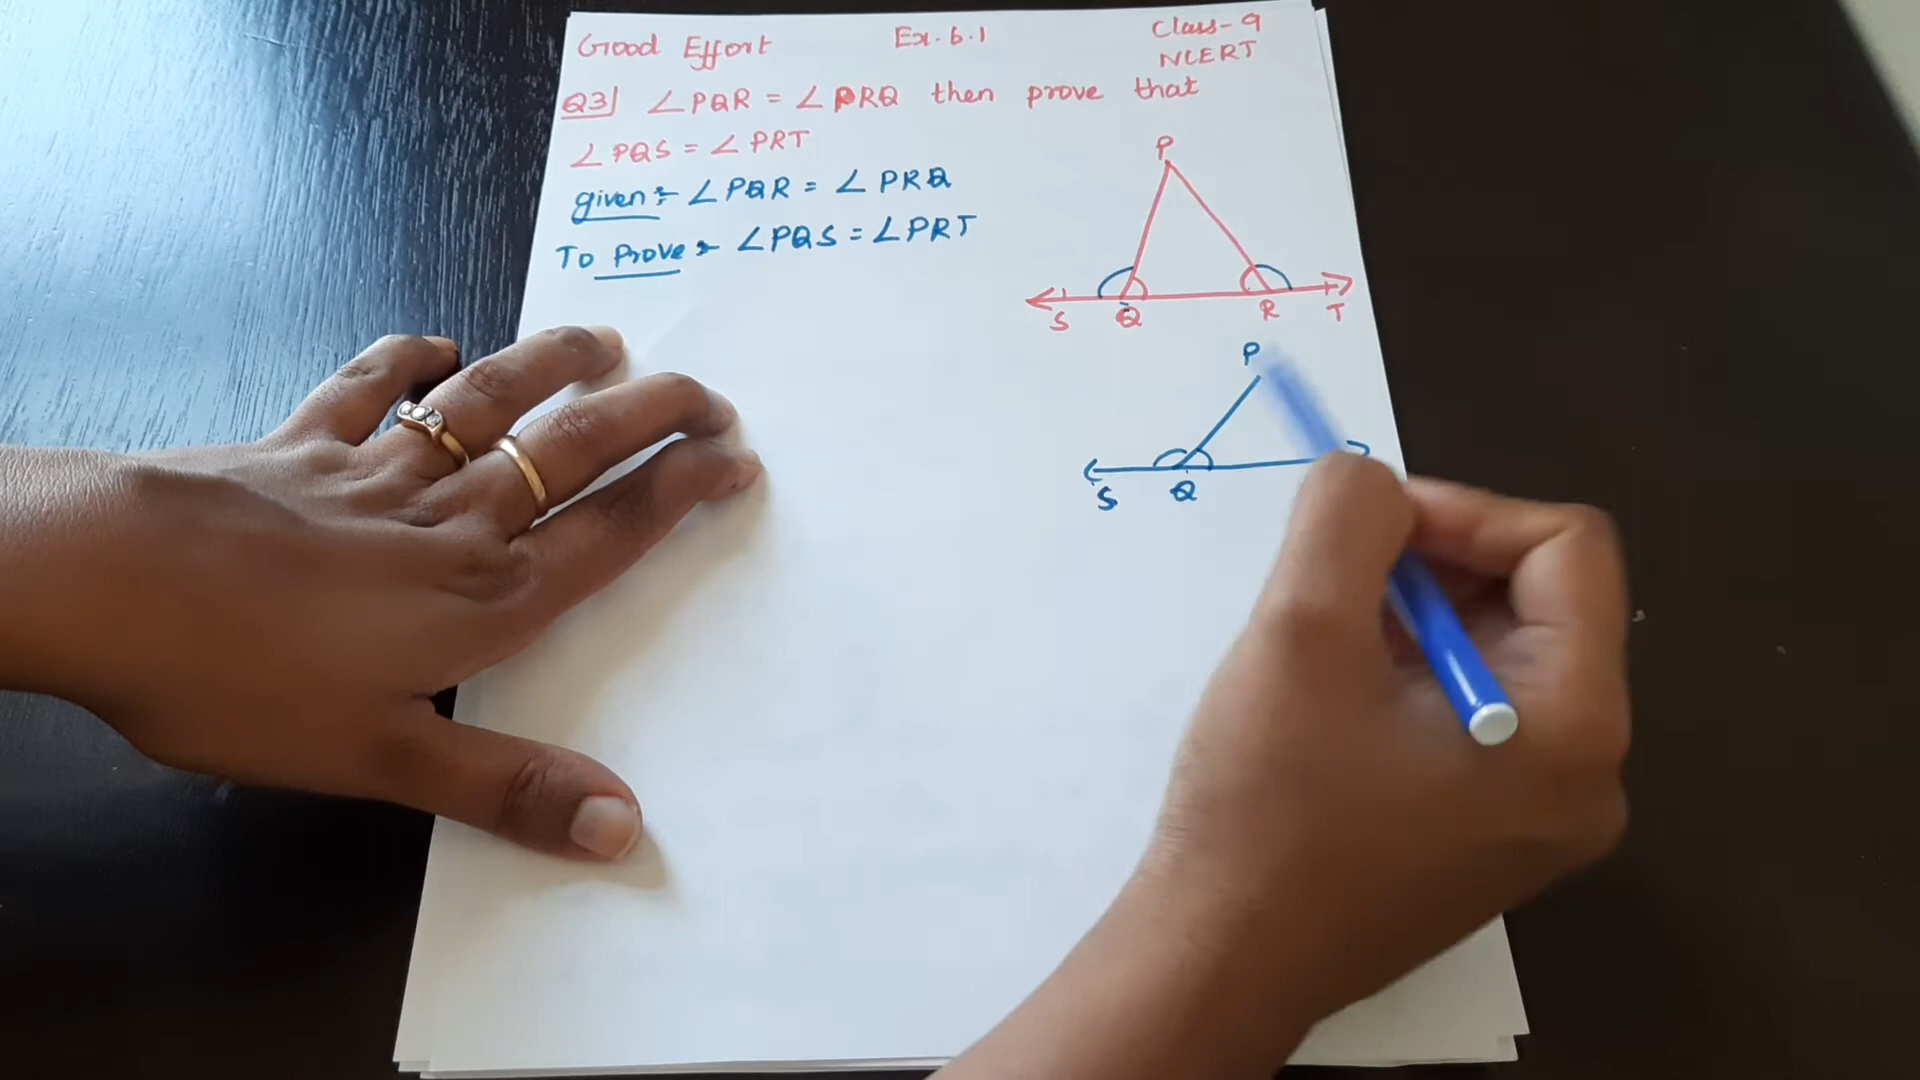 Good Effort Ex. 6.1 Class-9
NCERT
Q3) ∠PQR = ∠PRQ then prove that
∠PQS = ∠PRT
given :- ∠PQR = ∠PRQ
To Prove :- ∠PQS = ∠PRT
P
S Q R T
P
S Q